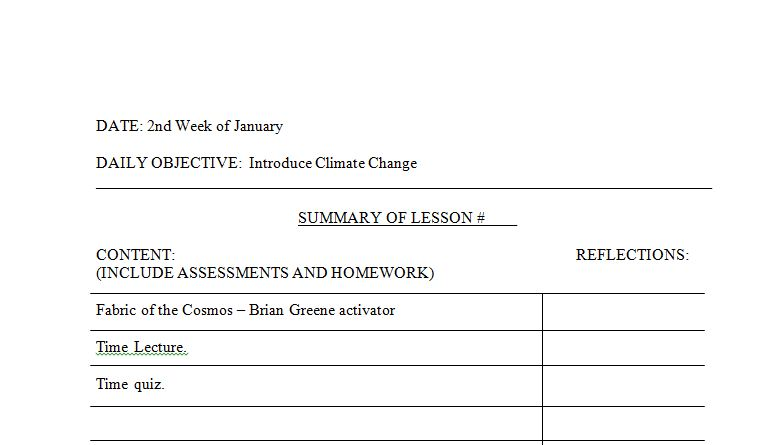 DATE: 2nd Week of January
DAILY OBJECTIVE: Introduce Climate Change
SUMMARY OF LESSON #____
CONTENT: REFLECTIONS:
(INCLUDE ASSESSMENTS AND HOMEWORK)
Fabric of the Cosmos – Brian Greene activator
Time Lecture.
Time quiz.